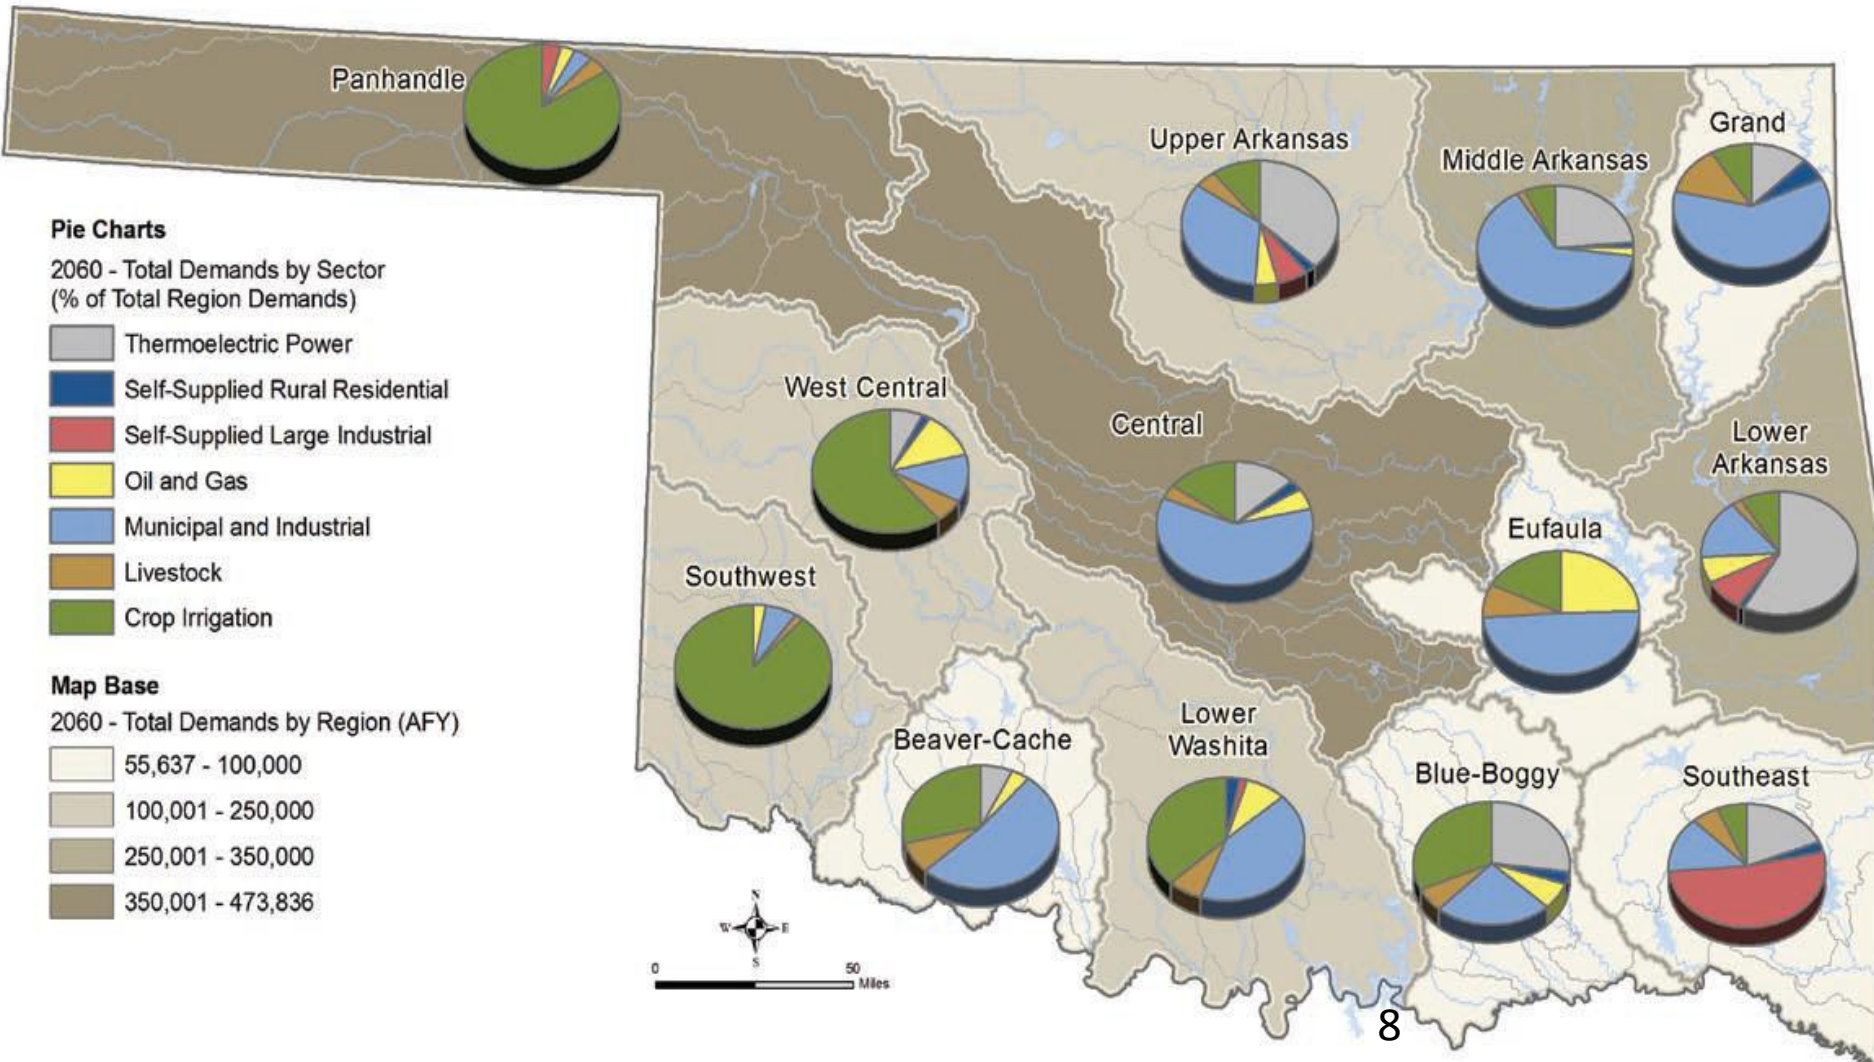 Panhandle
Upper Arkansas
Middle Arkansas
Grand
Pie Charts
2060 - Total Demands by Sector
(% of Total Region Demands)
Thermoelectric Power
Self-Supplied Rural Residential
Self-Supplied Large Industrial
Oil and Gas
Municipal and Industrial
Livestock
Crop Irrigation
West Central
Central
Lower
Arkansas
Eufaula
Southwest
Map Base
2060 - Total Demands by Region (AFY)
55,637 - 100,000
100,001 - 250,000
250,001 - 350,000
350,001 - 473,836
Beaver-Cache
Lower
Washita
Blue-Boggy
Southeast
N
W E
S
0 50
Miles
8